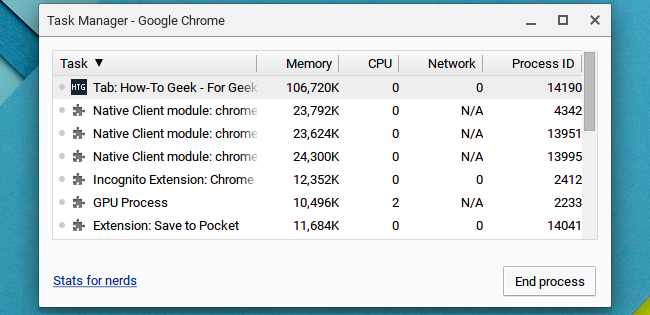 Task Manager - Google Chrome
Task ▼ Memory CPU Network Process ID
HTG Tab: How-To Geek - For Geek 106,720K 0 0 14190
Native Client module: chrome 23,792K 0 N/A 4342
Native Client module: chrome 23,624K 0 N/A 13951
Native Client module: chrome 24,300K 0 N/A 13995
Incognito Extension: Chrome 12,352K 0 0 2412
GPU Process 10,496K 2 N/A 2233
Extension: Save to Pocket 11,684K 0 0 14041
Stats for nerds End process